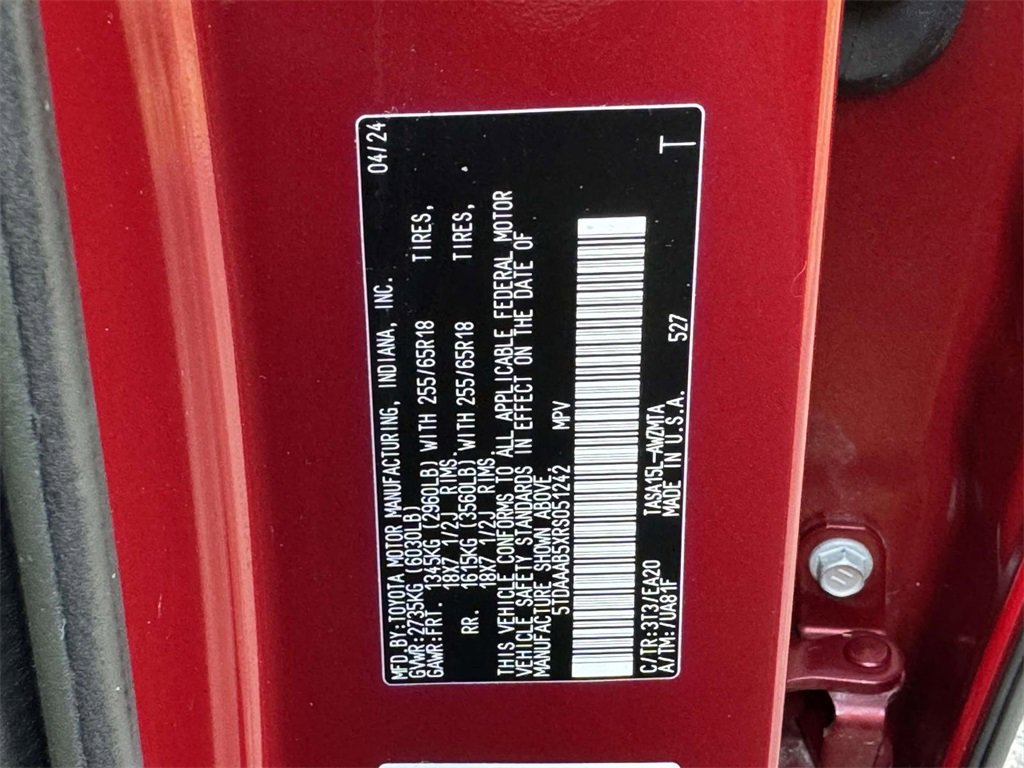 MFD.BY:TOYOTA MOTOR MANUFACTURING, INDIANA, INC. 04/24
GVWR:2735KG (6030LB)
GAWR:FRT. 1345KG (2960LB) WITH 255/65R18 TIRES,
18X7 1/2J RIMS.
RR. 1615KG (3560LB) WITH 255/65R18 TIRES,
18X7 1/2J RIMS.
THIS VEHICLE CONFORMS TO ALL APPLICABLE FEDERAL MOTOR
VEHICLE SAFETY STANDARDS IN EFFECT ON THE DATE OF
MANUFACTURE SHOWN ABOVE.
5TDAAAB5XRS051242 MPV
C/TR:3T3/EA20 TASA15L-AWZMTA
A/TM:/UA81F MADE IN U.S.A. 527
T